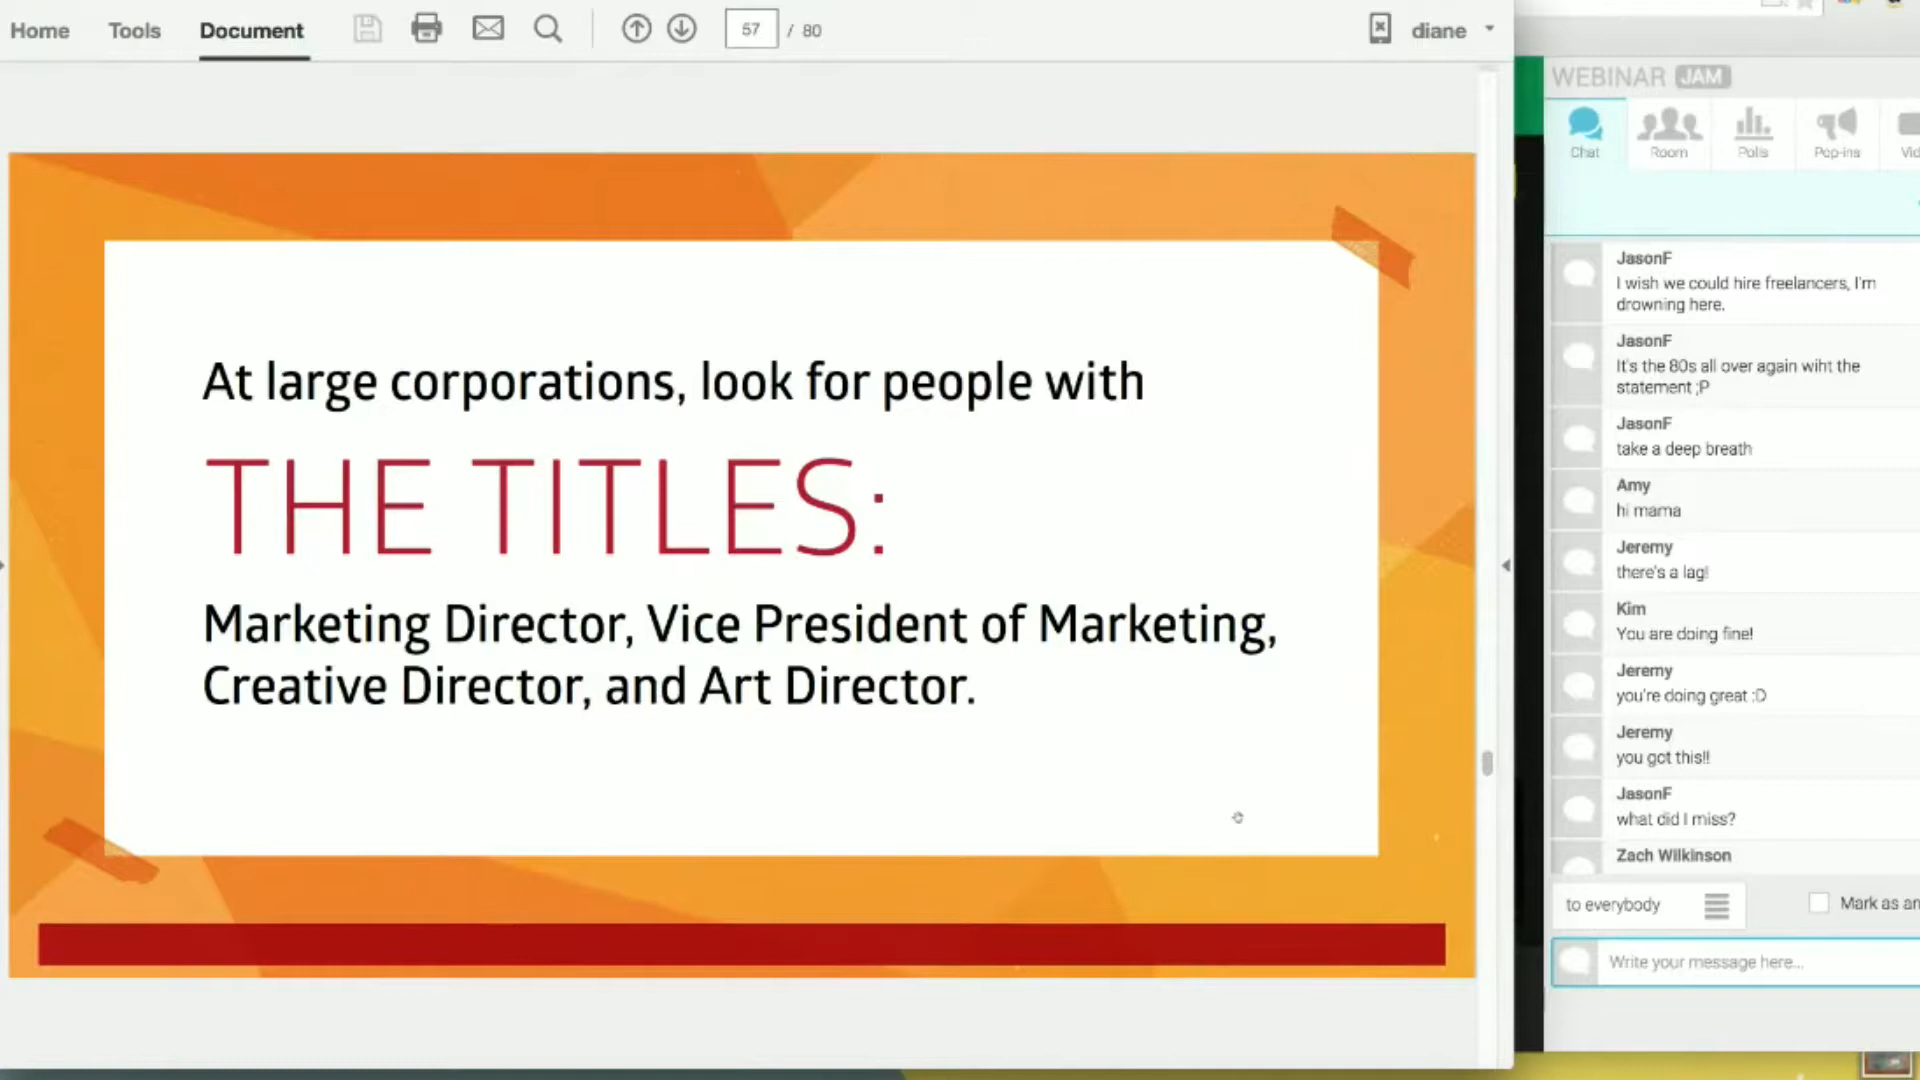 Home Tools Document 57 / 80 diane
At large corporations, look for people with
THE TITLES:
Marketing Director, Vice President of Marketing,
Creative Director, and Art Director.
WEBINAR JAM
Chat Room Polls Pop-ins
JasonF
I wish we could hire freelancers, I'm
drowning here.
JasonF
It's the 80s all over again wiht the
statement ;P
JasonF
take a deep breath
Amy
hi mama
Jeremy
there's a lag!
Kim
You are doing fine!
Jeremy
you're doing great :D
Jeremy
you got this!!
JasonF
what did I miss?
Zach Wilkinson
to everybody
Mark as an
Write your message here...